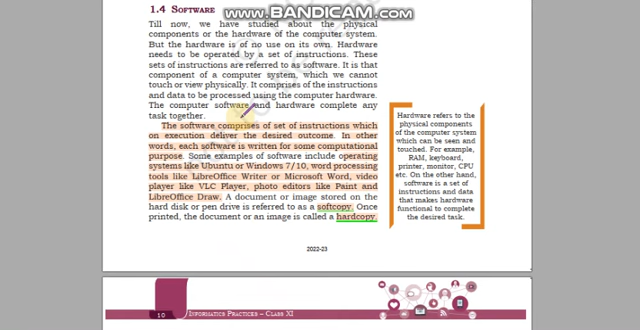 www.BANDICAM.com
1.4 SOFTWARE
Till now, we have studied about the physical
components or the hardware of the computer system.
But the hardware is of no use on its own. Hardware
needs to be operated by a set of instructions. These
sets of instructions are referred to as software. It is that
component of a computer system, which we cannot
touch or view physically. It comprises of the instructions
and data to be processed using the computer hardware.
The computer software and hardware complete any
task together.
The software comprises of set of instructions which
on execution deliver the desired outcome. In other
words, each software is written for some computational
purpose. Some examples of software include operating
systems like Ubuntu or Windows 7/10, word processing
tools like LibreOffice Writer or Microsoft Word, video
player like VLC Player, photo editors like Paint and
LibreOffice Draw. A document or image stored on the
hard disk or pen drive is referred to as a softcopy. Once
printed, the document or an image is called a hardcopy.
Hardware refers to the
physical components
of the computer system
which can be seen and
touched. For example,
RAM, keyboard,
printer, monitor, CPU
etc. On the other hand,
software is a set of
instructions and data
that makes hardware
functional to complete
the desired task.
2022-23
10 INFORMATICS PRACTICES – CLASS XI